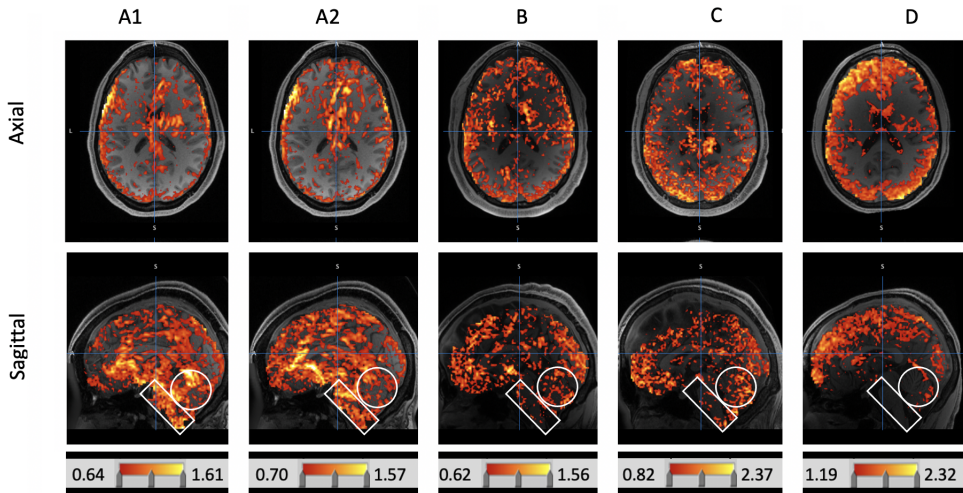 A1 A2 B C D
Axial
A A A
L
S S S S S
Sagittal
S S S S S
A A
0.64 1.61 0.70 1.57 0.62 1.56 0.82 2.37 1.19 2.32